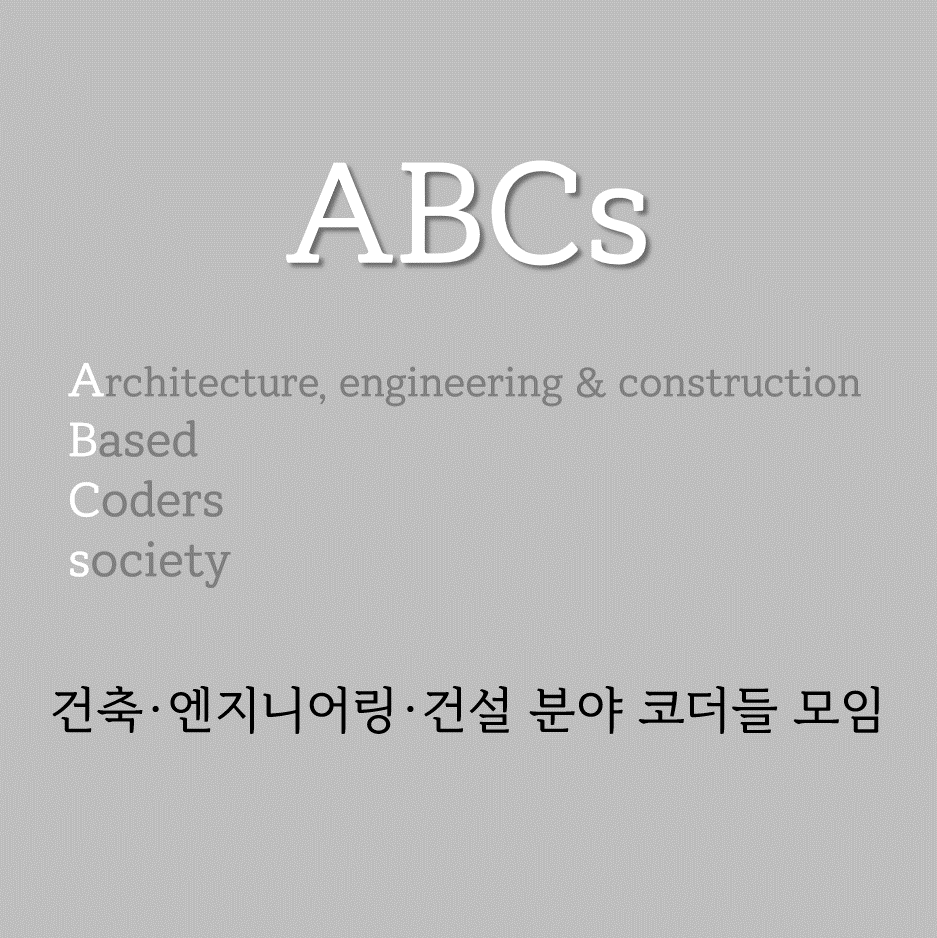 ABCs
Architecture, engineering & construction
Based
Coders
society
건축·엔지니어링·건설 분야 코더들 모임